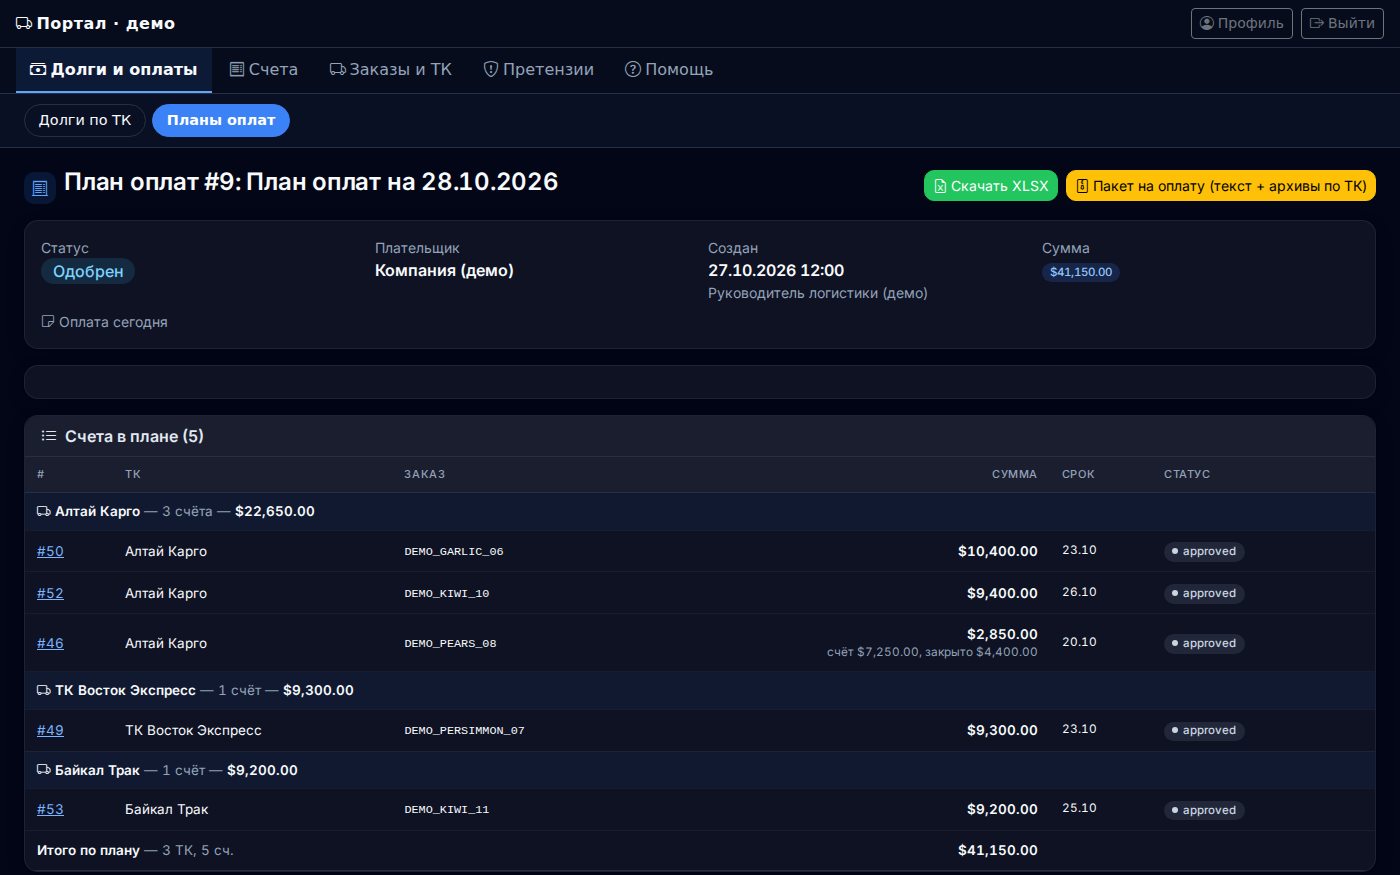 Портал · демо
Профиль
Выйти
Долги и оплаты
Счета
Заказы и ТК
Претензии
Помощь
Долги по ТК
Планы оплат
План оплат #9: План оплат на 28.10.2026
Скачать XLSX
Пакет на оплату (текст + архивы по ТК)
Статус
Одобрен
Плательщик
Компания (демо)
Создан
27.10.2026 12:00
Руководитель логистики (демо)
Сумма
$41,150.00
Оплата сегодня
Счета в плане (5)
# ТК ЗАКАЗ СУММА СРОК СТАТУС
Алтай Карго — 3 счёта — $22,650.00
#50 Алтай Карго DEMO_GARLIC_06 $10,400.00 23.10 approved
#52 Алтай Карго DEMO_KIWI_10 $9,400.00 26.10 approved
#46 Алтай Карго DEMO_PEARS_08 $2,850.00 20.10 approved
счёт $7,250.00, закрыто $4,400.00
ТК Восток Экспресс — 1 счёт — $9,300.00
#49 ТК Восток Экспресс DEMO_PERSIMMON_07 $9,300.00 23.10 approved
Байкал Трак — 1 счёт — $9,200.00
#53 Байкал Трак DEMO_KIWI_11 $9,200.00 25.10 approved
Итого по плану — 3 ТК, 5 сч. $41,150.00